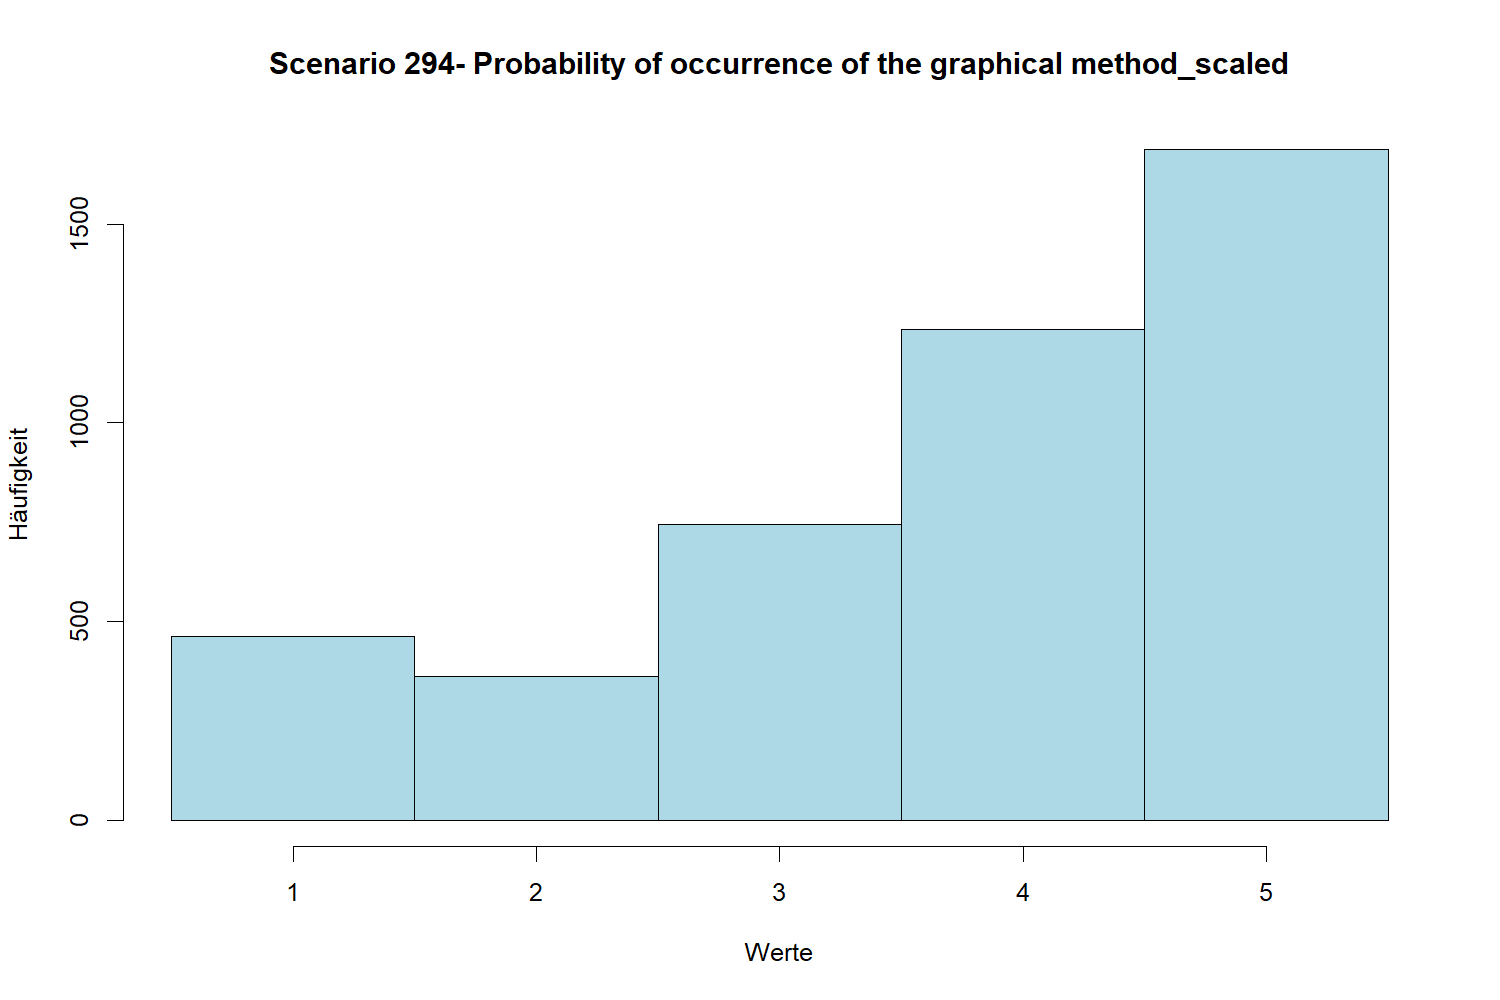 Scenario 294- Probability of occurrence of the graphical method_scaled
Häufigkeit
1500
1000
500
0
1 2 3 4 5
Werte